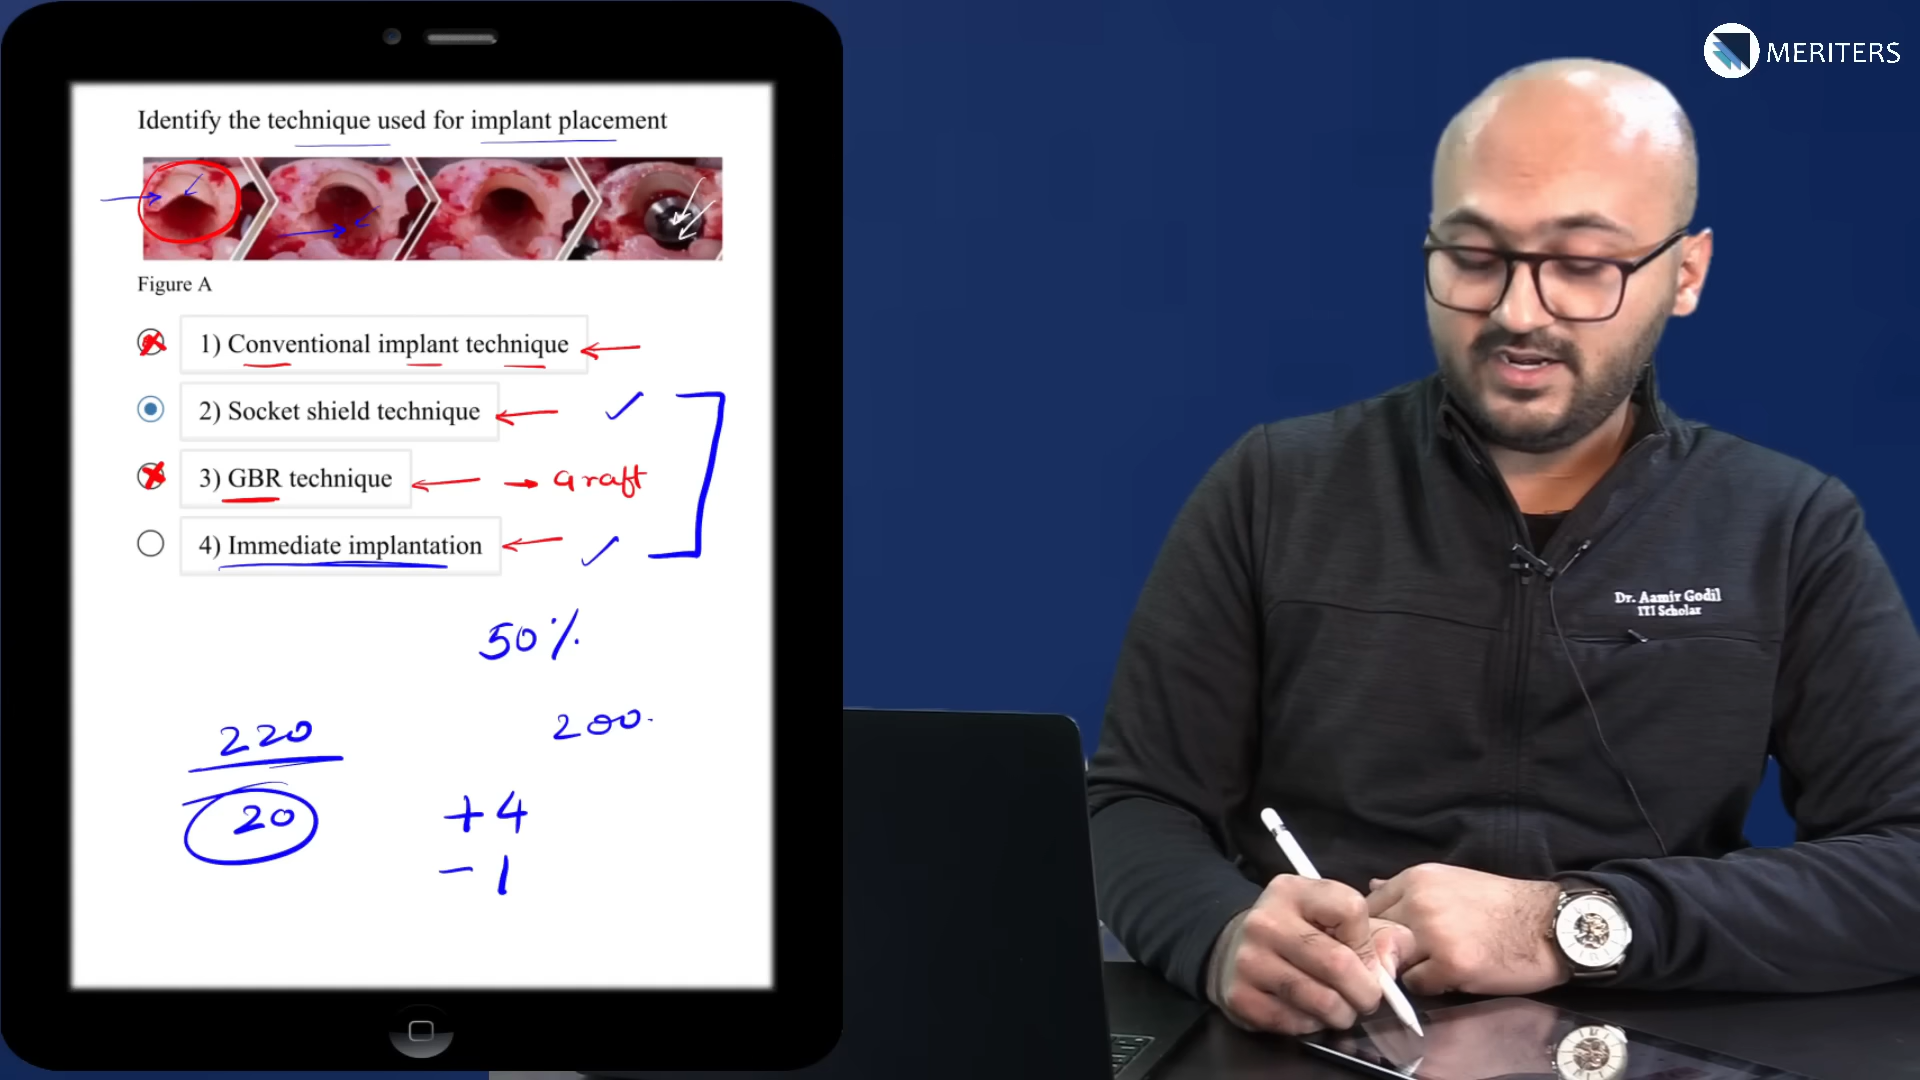 MERITERS
Identify the technique used for implant placement
Figure A
1) Conventional implant technique
2) Socket shield technique
3) GBR technique
Graft
4) Immediate implantation
50%
220
200.
20
+4
-1
Dr. Aamir Godil
ITI Scholar